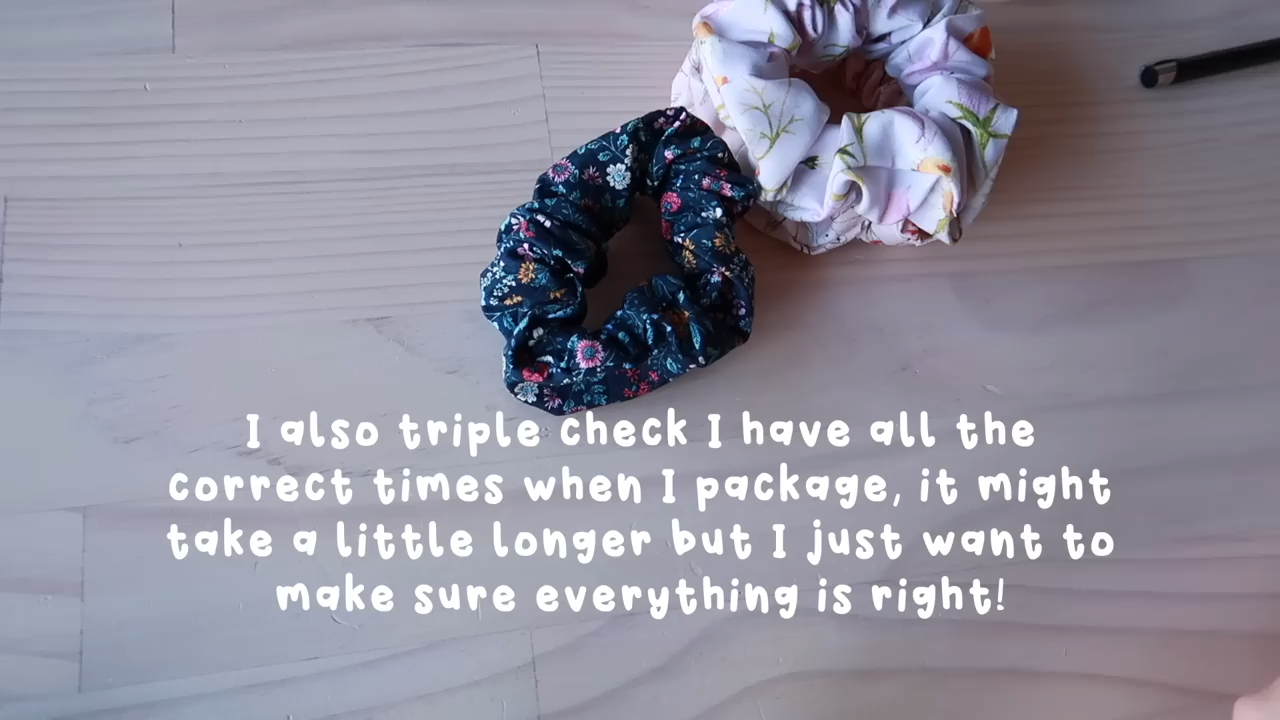 I also triple check I have all the
correct times when I package, it might
take a little longer but I just want to
make sure everything is right!